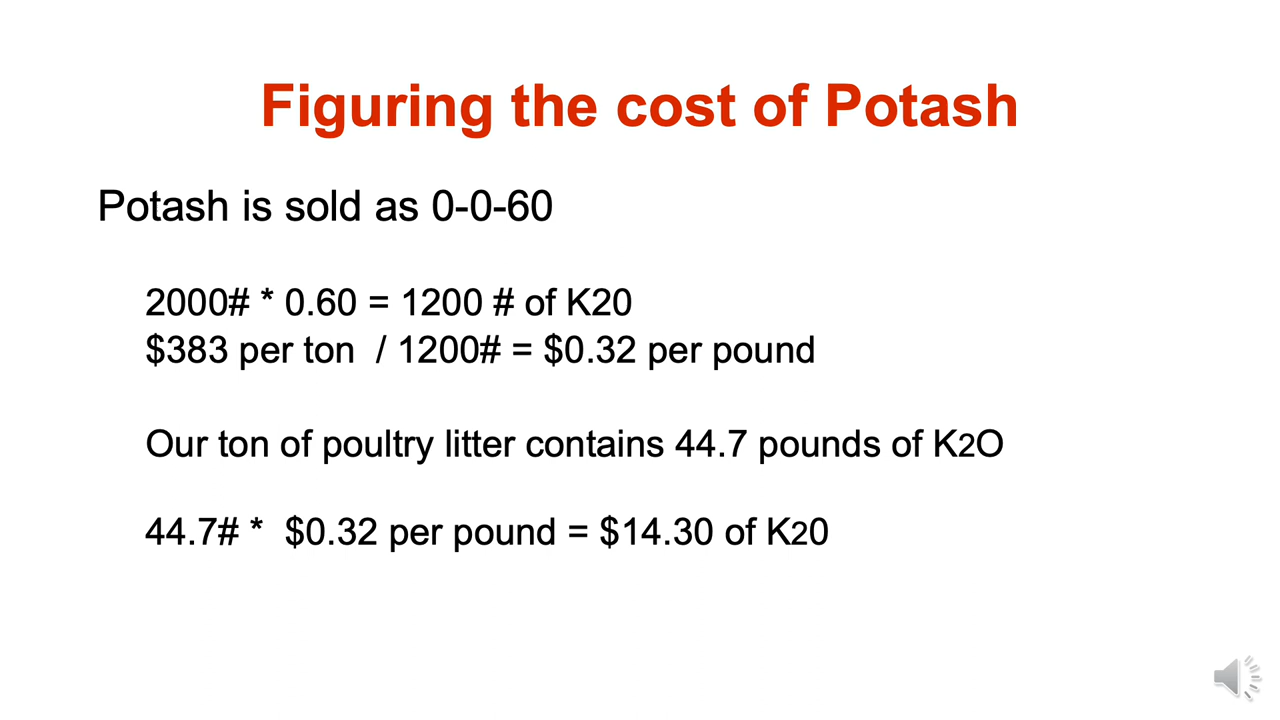 Figuring the cost of Potash
Potash is sold as 0-0-60
2000# * 0.60 = 1200 # of K20
$383 per ton / 1200# = $0.32 per pound
Our ton of poultry litter contains 44.7 pounds of K2O
44.7# * $0.32 per pound = $14.30 of K20